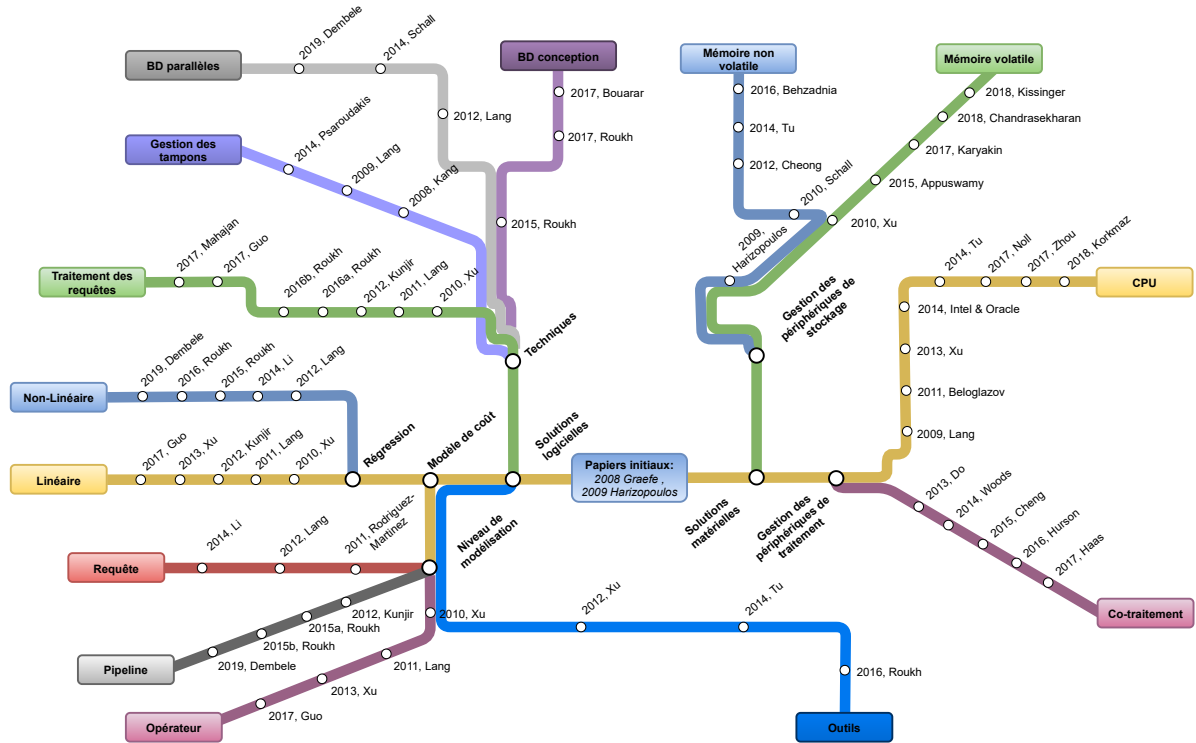 BD parallèles
2019, Dembele
2014, Schall
2012, Lang
BD conception
2017, Bouarar
2017, Roukh
2015, Roukh
Gestion des
tampons
2014, Psaroudakis
2009, Lang
2008, Kang
Traitement des
requêtes
2017, Mahajan
2017, Guo
2016b, Roukh
2016a, Roukh
2012, Kunjir
2011, Lang
2010, Xu
Techniques
Mémoire non
volatile
2016, Behzadnia
2014, Tu
2012, Cheong
2010, Schall
2009,
Harizopoulos
Mémoire volatile
2018, Kissinger
2018, Chandrasekharan
2017, Karyakin
2015, Appuswamy
2010, Xu
Gestion des
périphériques de
stockage
CPU
2014, Tu
2017, Noll
2017, Zhou
2018, Korkmaz
2014, Intel & Oracle
2013, Xu
2011, Beloglazov
2009, Lang
Non-Linéaire
2019, Dembele
2016, Roukh
2015, Roukh
2014, Li
2012, Lang
Linéaire
2017, Guo
2013, Xu
2012, Kunjir
2011, Lang
2010, Xu
Régression
Modèle de coût
Solutions
logicielles
Papiers initiaux:
2008 Graefe ,
2009 Harizopoulos
Solutions
matérielles
Gestion des
périphériques de
traitement
2013, Do
2014, Woods
2015, Cheng
2016, Hurson
2017, Haas
Co-traitement
Niveau de
modélisation
Requête
2014, Li
2012, Lang
2011, Rodriguez-
Martinez
Pipeline
2012, Kunjir
2015a, Roukh
2015b, Roukh
2019, Dembele
Opérateur
2010, Xu
2011, Lang
2013, Xu
2017, Guo
2012, Xu
2014, Tu
2016, Roukh
Outils